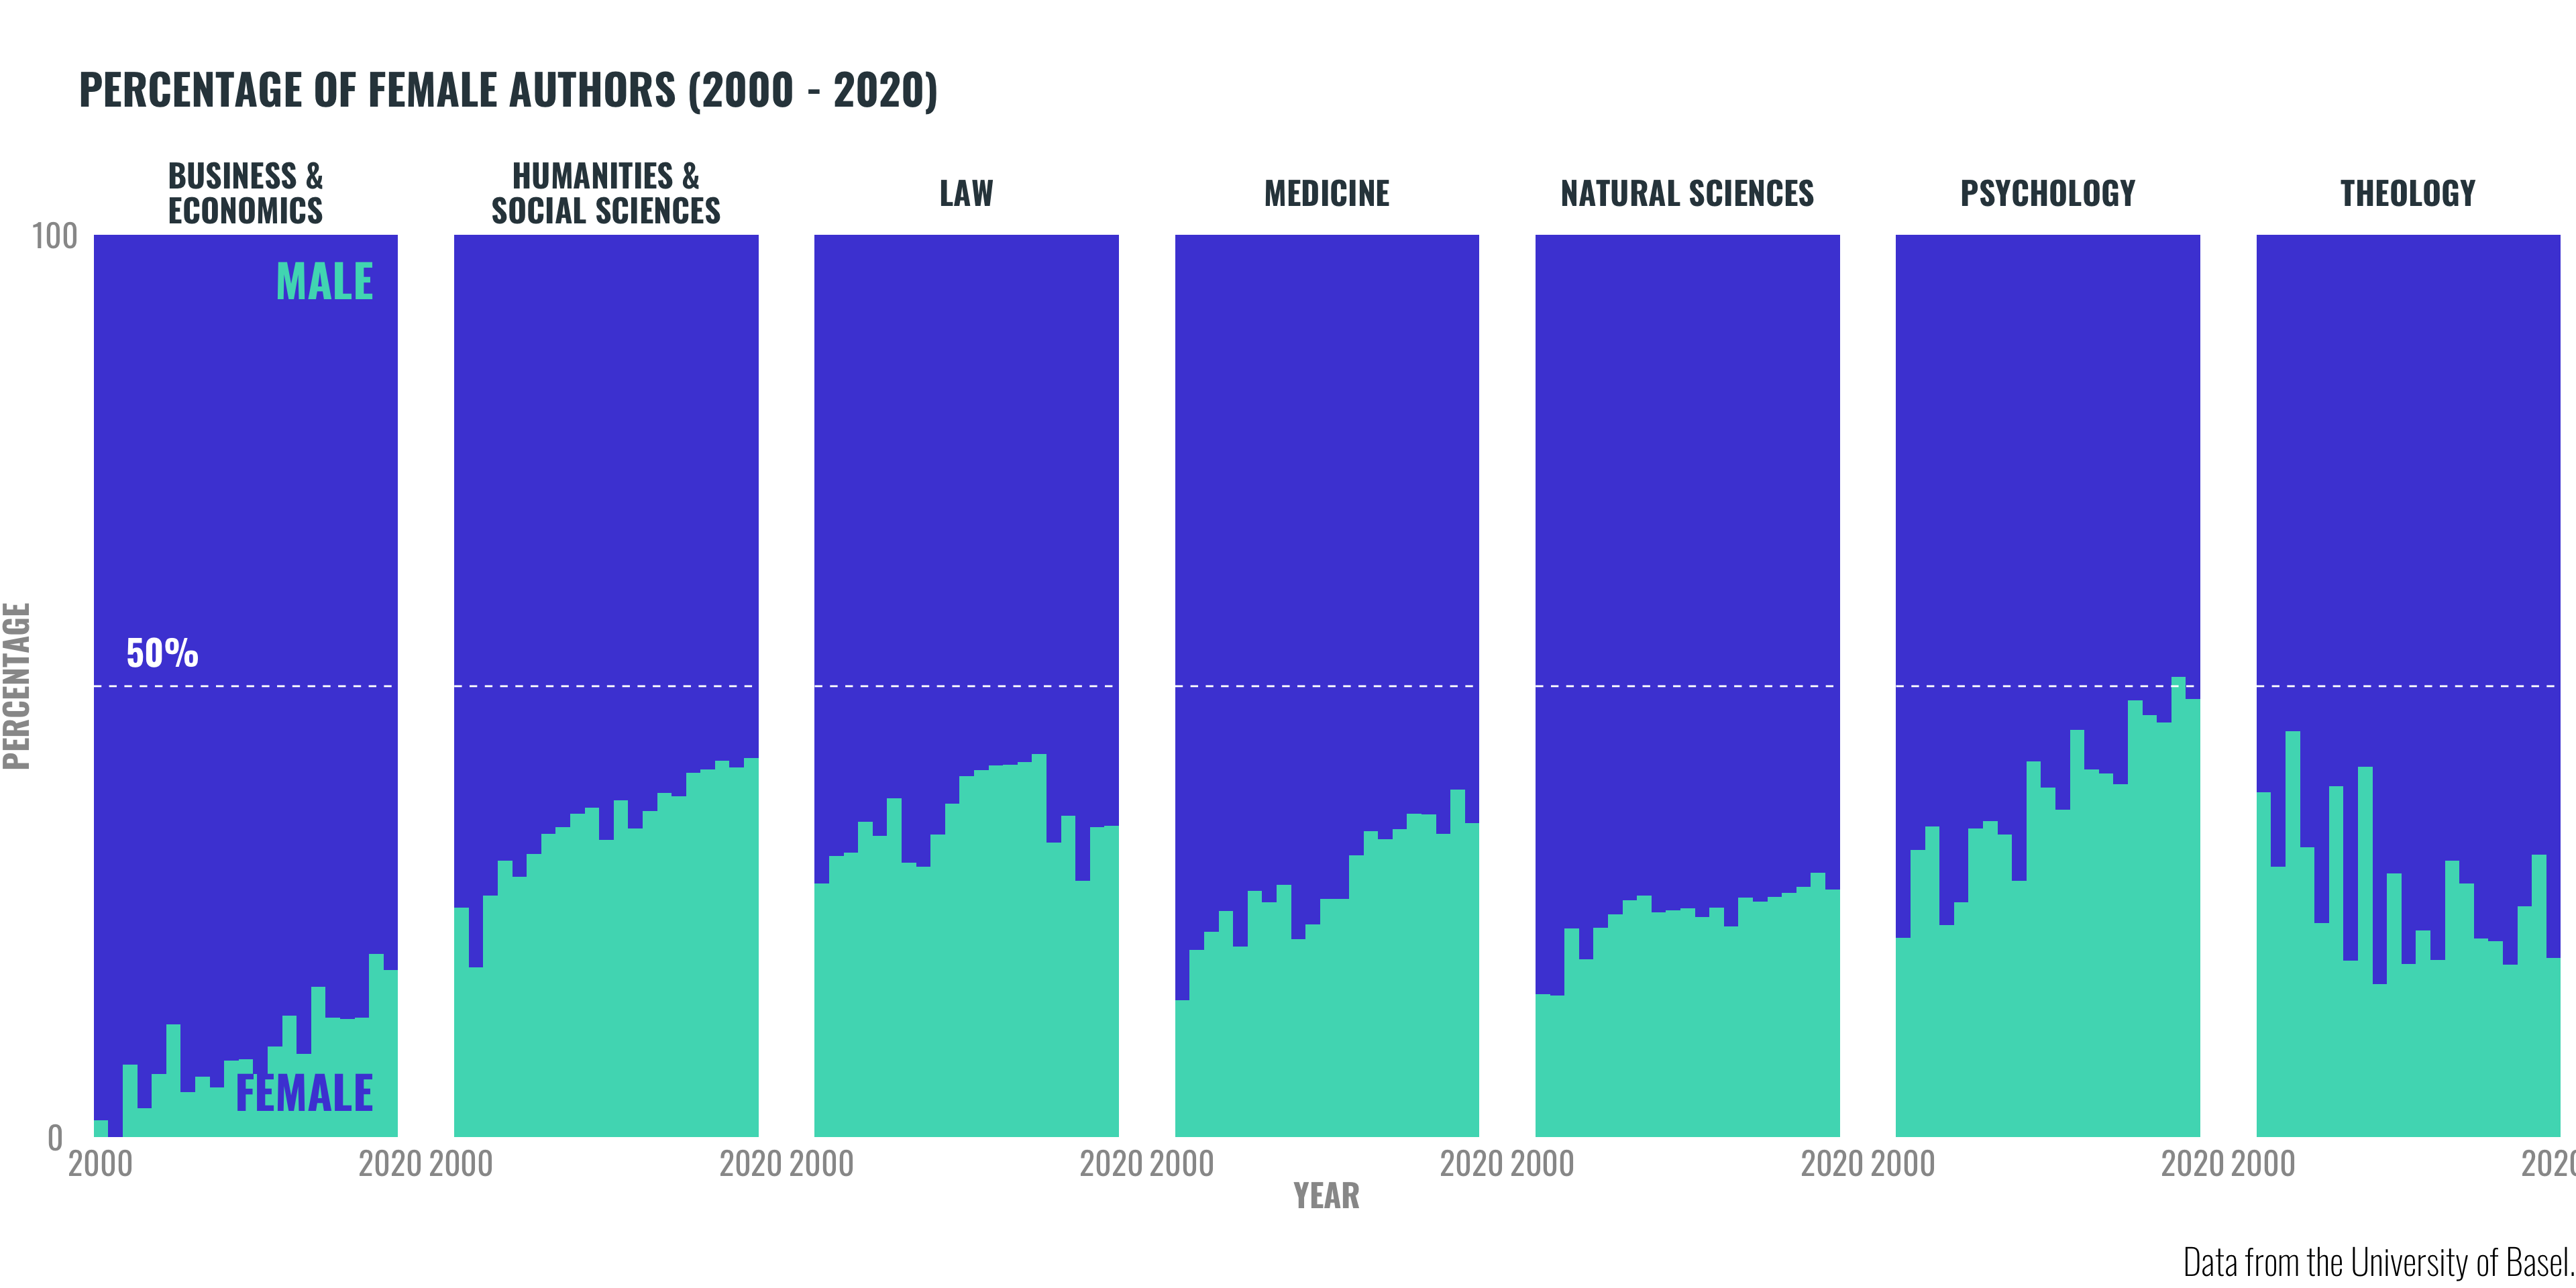 PERCENTAGE OF FEMALE AUTHORS (2000 - 2020)
BUSINESS &
ECONOMICS
HUMANITIES &
SOCIAL SCIENCES
LAW
MEDICINE
NATURAL SCIENCES
PSYCHOLOGY
THEOLOGY
100
MALE
50%
PERCENTAGE
FEMALE
0
2000 2020 2000 2020 2000 2020 2000 2020 2000 2020 2000 2020 2000 2020
YEAR
Data from the University of Basel.